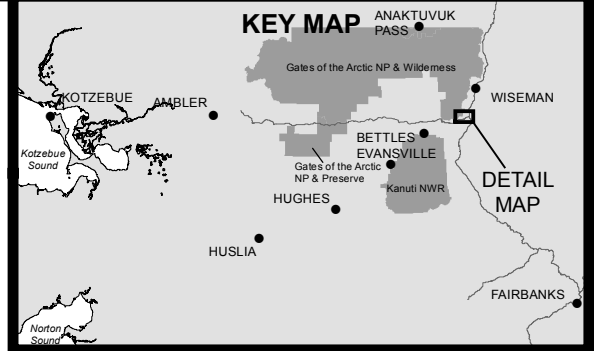 KEY MAP
ANAKTUVUK
PASS
Gates of the Arctic NP & Wilderness
KOTZEBUE
AMBLER
WISEMAN
Kotzebue
Sound
BETTLES
EVANSVILLE
Gates of the Arctic
NP & Preserve
Kanuti NWR
DETAIL
MAP
HUGHES
HUSLIA
FAIRBANKS
Norton
Sound